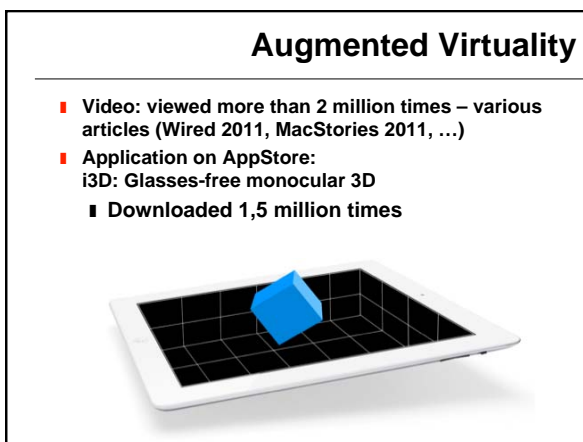 Augmented Virtuality
Video: viewed more than 2 million times – various
articles (Wired 2011, MacStories 2011, …)
Application on AppStore:
i3D: Glasses-free monocular 3D
Downloaded 1,5 million times